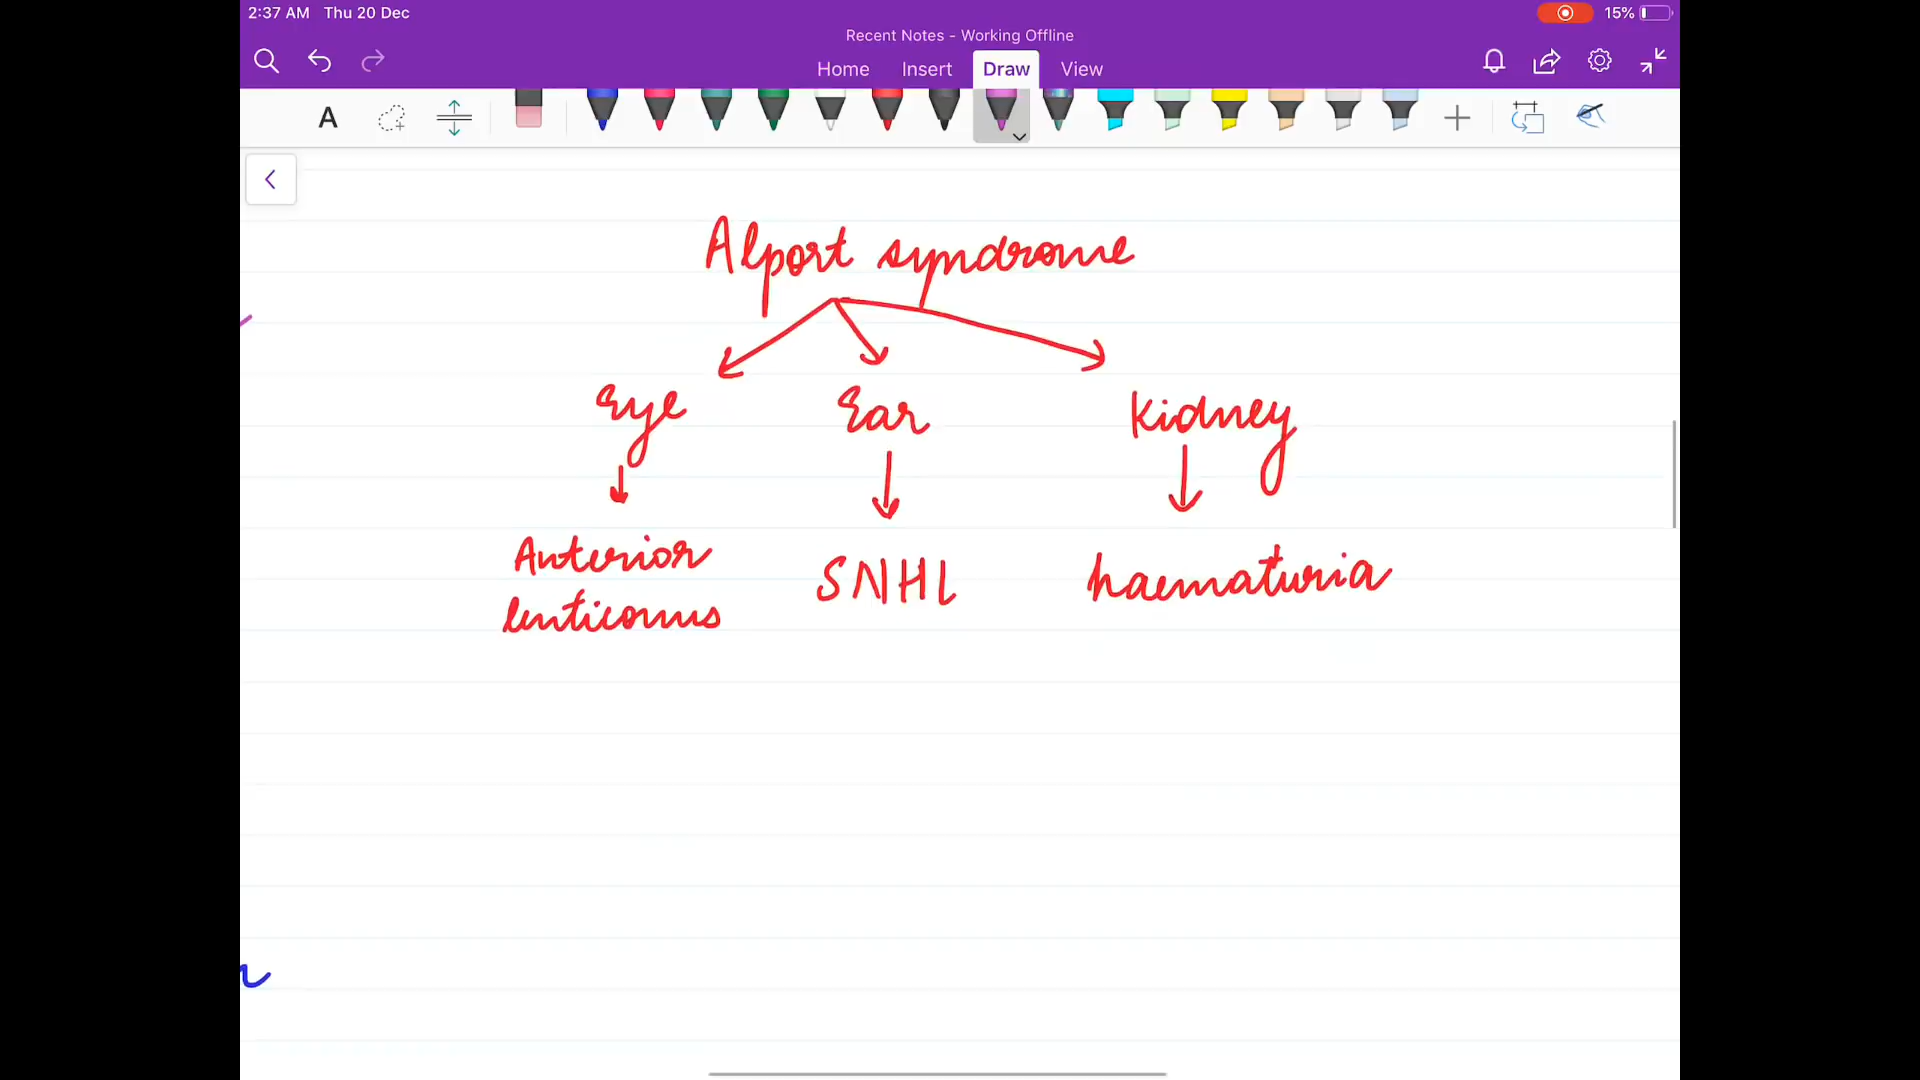 2:37 AM Thu 20 Dec
15%
Recent Notes - Working Offline
Home Insert Draw View
A
Alport syndrome
Eye Ear Kidney
Anterior
lenticonus
SNHL
haematuria